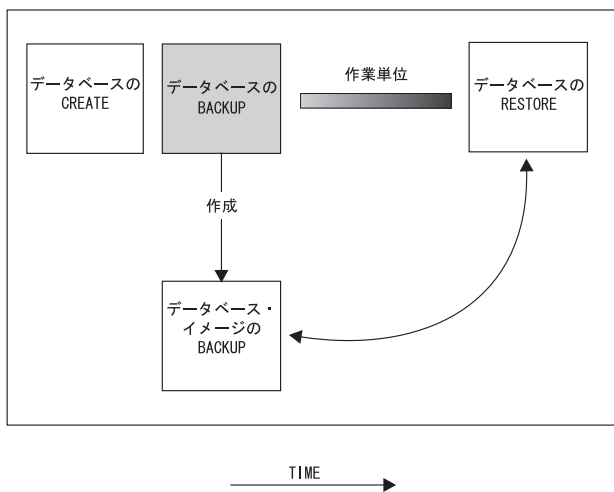 データベースの
CREATE
データベースの
BACKUP
作業単位
データベースの
RESTORE
作成
データベース・
イメージの
BACKUP
TIME